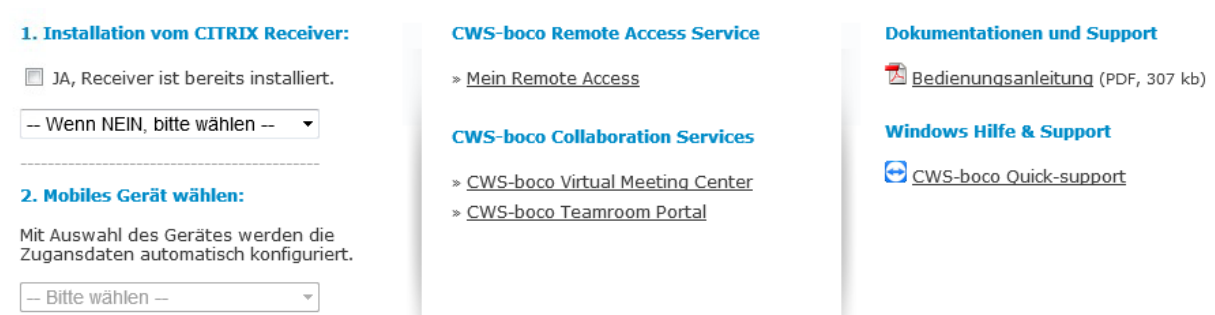 1. Installation vom CITRIX Receiver:
JA, Receiver ist bereits installiert.
-- Wenn NEIN, bitte wählen --
2. Mobiles Gerät wählen:
Mit Auswahl des Gerätes werden die
Zugansdaten automatisch konfiguriert.
-- Bitte wählen --
CWS-boco Remote Access Service
» Mein Remote Access
CWS-boco Collaboration Services
» CWS-boco Virtual Meeting Center
» CWS-boco Teamroom Portal
Dokumentationen und Support
Bedienungsanleitung (PDF, 307 kb)
Windows Hilfe & Support
CWS-boco Quick-support